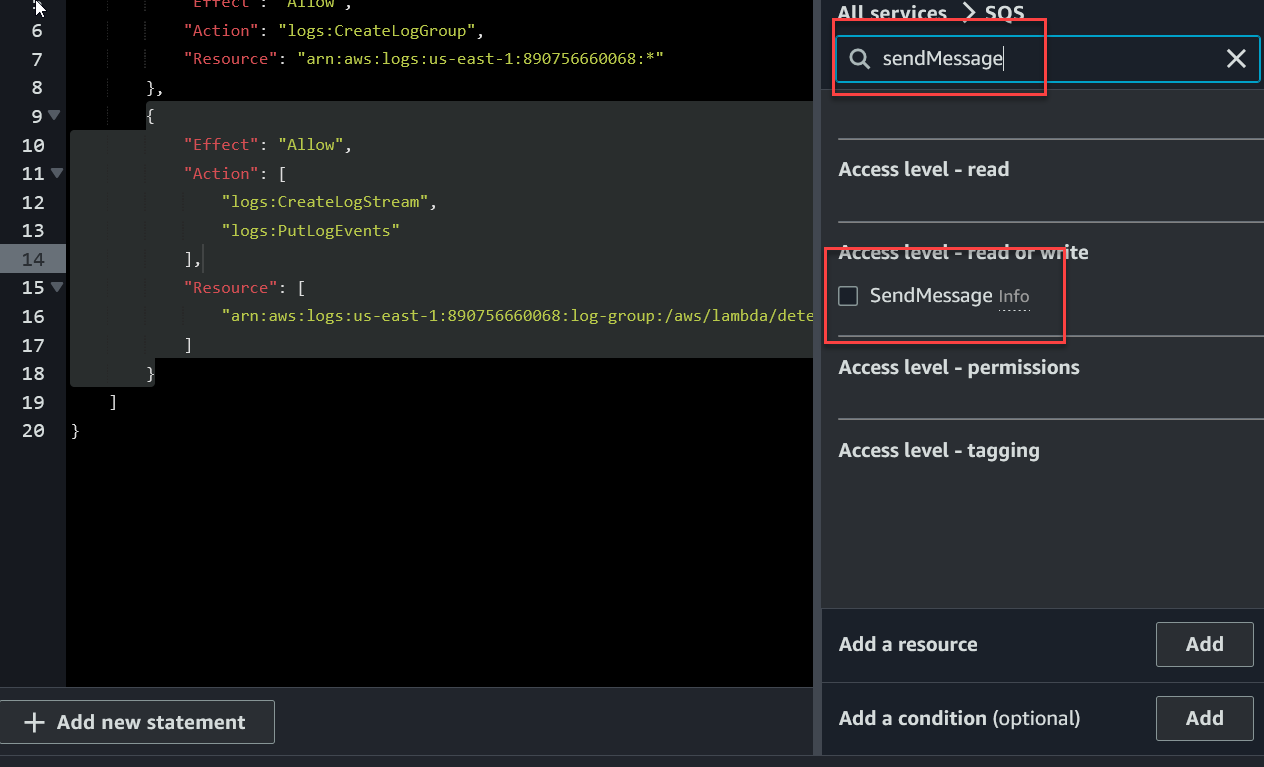 "Effect": "Allow",
6 "Action": "logs:CreateLogGroup",
7 "Resource": "arn:aws:logs:us-east-1:890756660068:*"
8 },
9 {
10 "Effect": "Allow",
11 "Action": [
12 "logs:CreateLogStream",
13 "logs:PutLogEvents"
14 ],
15 "Resource": [
16 "arn:aws:logs:us-east-1:890756660068:log-group:/aws/lambda/dete
17 ]
18 }
19 ]
20 }
+ Add new statement
All services > SQS
sendMessage
Access level - read
Access level - read or write
SendMessage Info
Access level - permissions
Access level - tagging
Add a resource Add
Add a condition (optional) Add